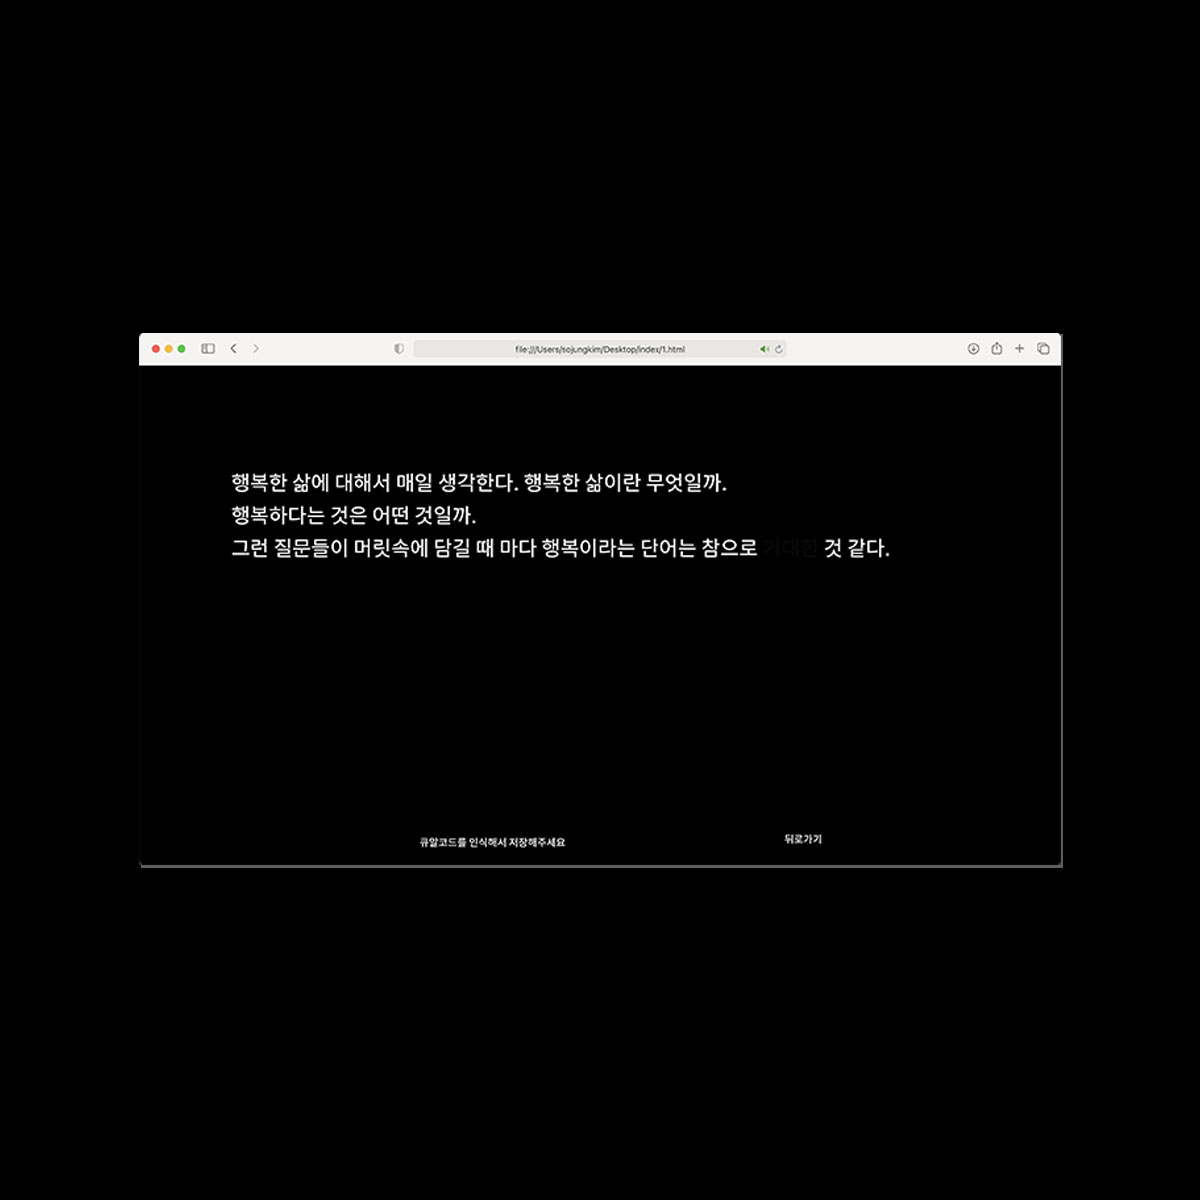 file:///Users/sojungkim/Desktop/index/1.html
행복한 삶에 대해서 매일 생각한다. 행복한 삶이란 무엇일까.
행복하다는 것은 어떤 것일까.
그런 질문들이 머릿속에 담길 때 마다 행복이라는 단어는 참으로 거대한 것 같다.
큐알코드를 인식해서 저장해주세요
뒤로가기